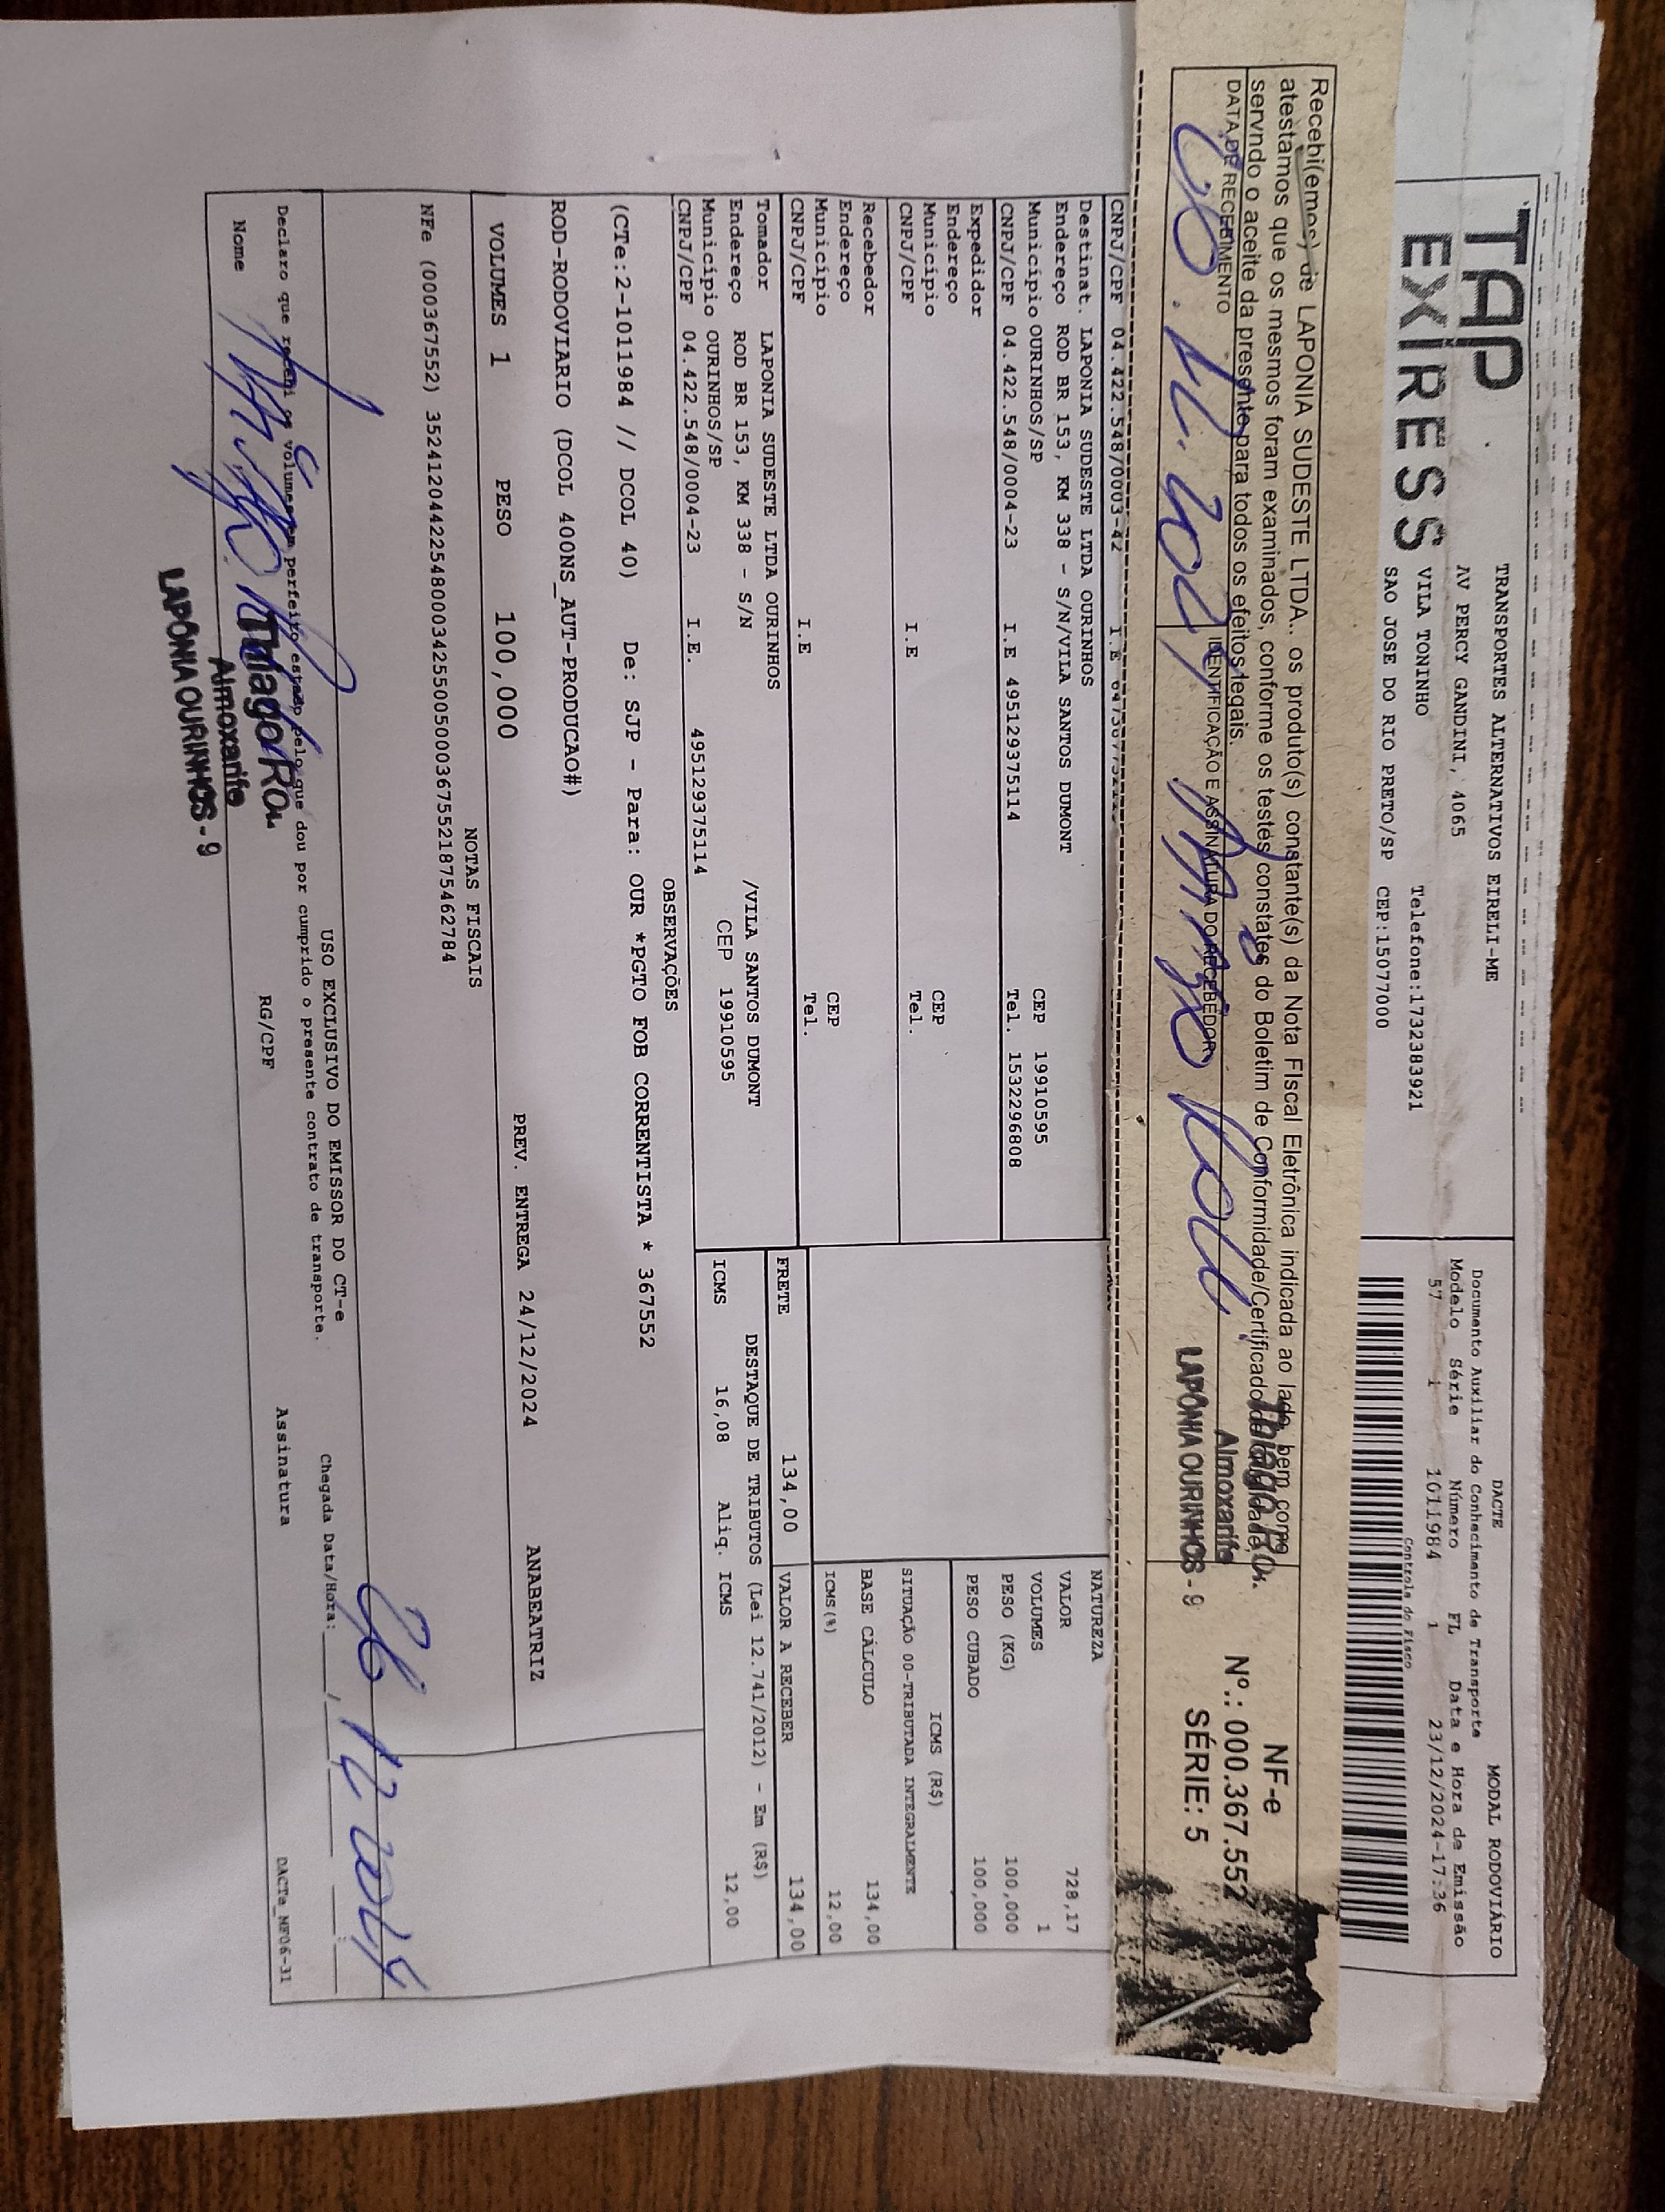 TAP
EXPRESS
TRANSPORTES ALTERNATIVOS EIRELI-ME
AV PERCY GANDINI, 4065
VILA TONINHO
Telefone:1732383921
SAO JOSE DO RIO PRETO/SP CEP:15077000
DACTE
MODAL RODOVIÁRIO
Documento Auxiliar do Conhecimento de Transporte
Modelo Série Número FL Data e Hora de Emissão
57 1 1011984 1 23/12/2024-17:36
Controle do Fisco
Recebi(emos) de LAPONIA SUDESTE LTDA.. os produto(s) constante(s) da Nota FIscal Eletrônica indicada ao lado, bem como
atestamos que os mesmos foram examinados, conforme os testes constates do Boletim de Conformidade/Certificado de Qualidade,
servndo o aceite da presente para todos os efeitos legais.
DATA DE RECEBIMENTO
IDENTIFICAÇÃO E ASSINATURA DO RECEBEDOR
Almoxarife
LAPÔNIA OURINHOS - 9
NF-e
Nº.: 000.367.552
SÉRIE: 5
CNPJ/CPF 04.422.548/0003-42 I.E
Destinat. LAPONIA SUDESTE LTDA OURINHOS
Endereço ROD BR 153, KM 338 - S/N/VILA SANTOS DUMONT
Município OURINHOS/SP CEP 19910595
CNPJ/CPF 04.422.548/0004-23 I.E 495129375114 Tel. 1532296808
Expedidor
Endereço
Município CEP
CNPJ/CPF I.E Tel.
Recebedor
Endereço
Município CEP
CNPJ/CPF I.E Tel.
NATUREZA
VALOR 728,17
VOLUMES 1
PESO (KG) 100,000
PESO CUBADO 100,000
ICMS (R$)
SITUAÇÃO 00-TRIBUTADA INTEGRALMENTE
BASE CÁLCULO 134,00
ICMS(%) 12,00
Tomador LAPONIA SUDESTE LTDA OURINHOS
Endereço ROD BR 153, KM 338 - S/N /VILA SANTOS DUMONT
Município OURINHOS/SP CEP 19910595
CNPJ/CPF 04.422.548/0004-23 I.E. 495129375114
FRETE 134,00 VALOR A RECEBER 134,00
DESTAQUE DE TRIBUTOS (Lei 12.741/2012) - Em (R$)
ICMS 16,08 Aliq. ICMS 12,00
OBSERVAÇÕES
(CTe:2-1011984 // DCOL 40) De: SJP - Para: OUR *PGTO FOB CORRENTISTA * 367552
ROD-RODOVIARIO (DCOL 400NS_AUT-PRODUCAO#)
VOLUMES 1 PESO 100,000 PREV. ENTREGA 24/12/2024 ANABEATRIZ
NOTAS FISCAIS
NFe (000367552) 35241204422548000342550050003675521875462784
USO EXCLUSIVO DO EMISSOR DO CT-e
Declaro que recebi os volumes em perfeito estado pelo que dou por cumprido o presente contrato de transporte.
Chegada Data/Hora:
Nome RG/CPF Assinatura
Almoxarife
LAPÔNIA OURINHOS - 9
DACTe_MF06-31